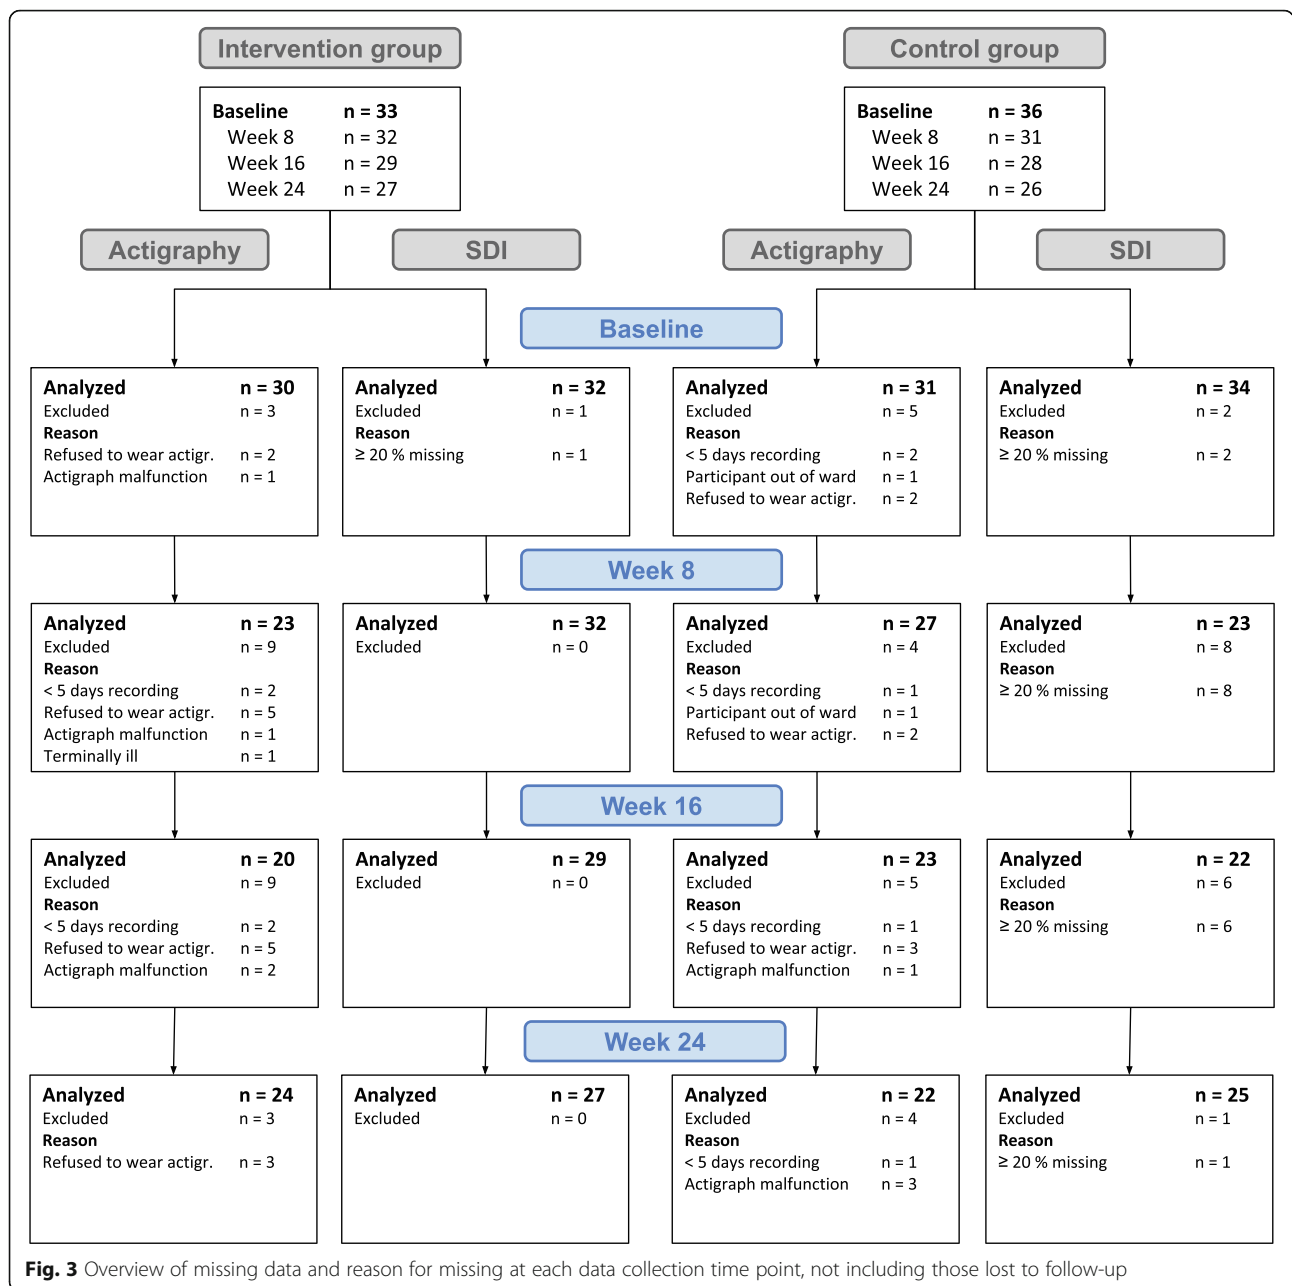 Intervention group
Baseline n = 33
Week 8 n = 32
Week 16 n = 29
Week 24 n = 27
Control group
Baseline n = 36
Week 8 n = 31
Week 16 n = 28
Week 24 n = 26
Actigraphy
SDI
Actigraphy
SDI
Baseline
Analyzed n = 30
Excluded n = 3
Reason
Refused to wear actigr. n = 2
Actigraph malfunction n = 1
Analyzed n = 32
Excluded n = 1
Reason
≥ 20 % missing n = 1
Analyzed n = 31
Excluded n = 5
Reason
< 5 days recording n = 2
Participant out of ward n = 1
Refused to wear actigr. n = 2
Analyzed n = 34
Excluded n = 2
Reason
≥ 20 % missing n = 2
Week 8
Analyzed n = 23
Excluded n = 9
Reason
< 5 days recording n = 2
Refused to wear actigr. n = 5
Actigraph malfunction n = 1
Terminally ill n = 1
Analyzed n = 32
Excluded n = 0
Analyzed n = 27
Excluded n = 4
Reason
< 5 days recording n = 1
Participant out of ward n = 1
Refused to wear actigr. n = 2
Analyzed n = 23
Excluded n = 8
Reason
≥ 20 % missing n = 8
Week 16
Analyzed n = 20
Excluded n = 9
Reason
< 5 days recording n = 2
Refused to wear actigr. n = 5
Actigraph malfunction n = 2
Analyzed n = 29
Excluded n = 0
Analyzed n = 23
Excluded n = 5
Reason
< 5 days recording n = 1
Refused to wear actigr. n = 3
Actigraph malfunction n = 1
Analyzed n = 22
Excluded n = 6
Reason
≥ 20 % missing n = 6
Week 24
Analyzed n = 24
Excluded n = 3
Reason
Refused to wear actigr. n = 3
Analyzed n = 27
Excluded n = 0
Analyzed n = 22
Excluded n = 4
Reason
< 5 days recording n = 1
Actigraph malfunction n = 3
Analyzed n = 25
Excluded n = 1
Reason
≥ 20 % missing n = 1
Fig. 3 Overview of missing data and reason for missing at each data collection time point, not including those lost to follow-up